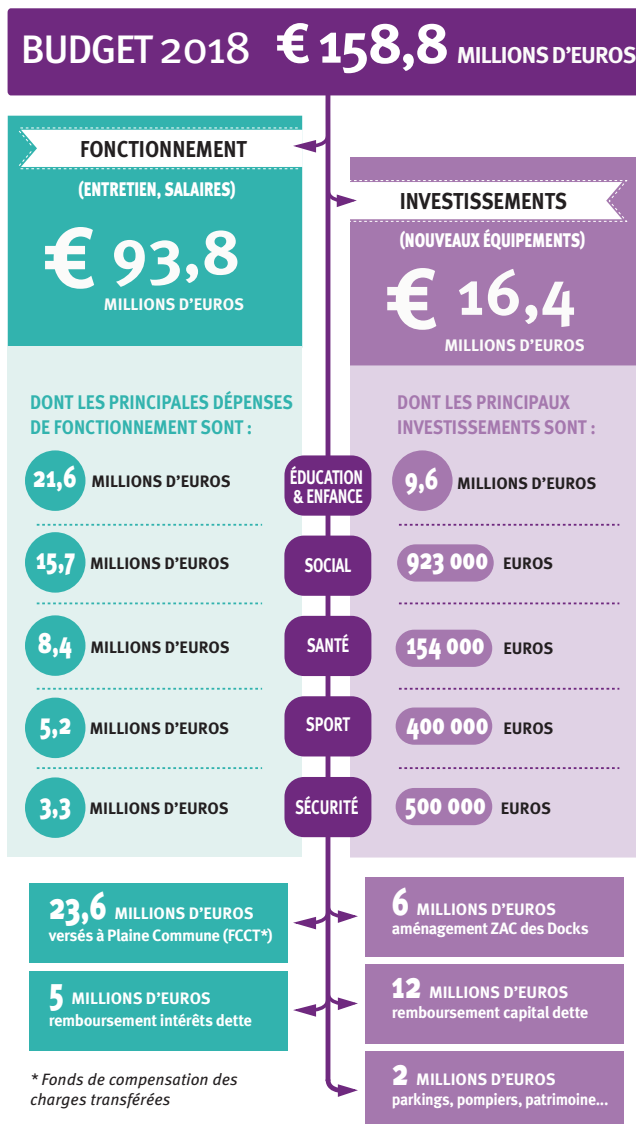 BUDGET 2018 € 158,8 MILLIONS D'EUROS
FONCTIONNEMENT
(ENTRETIEN, SALAIRES)
€ 93,8
MILLIONS D'EUROS
INVESTISSEMENTS
(NOUVEAUX ÉQUIPEMENTS)
€ 16,4
MILLIONS D'EUROS
DONT LES PRINCIPALES DÉPENSES
DE FONCTIONNEMENT SONT :
DONT LES PRINCIPAUX
INVESTISSEMENTS SONT :
21,6 MILLIONS D'EUROS
ÉDUCATION
& ENFANCE
9,6 MILLIONS D'EUROS
15,7 MILLIONS D'EUROS
SOCIAL
923 000 EUROS
8,4 MILLIONS D'EUROS
SANTÉ
154 000 EUROS
5,2 MILLIONS D'EUROS
SPORT
400 000 EUROS
3,3 MILLIONS D'EUROS
SÉCURITÉ
500 000 EUROS
23,6 MILLIONS D'EUROS
versés à Plaine Commune (FCCT*)
5 MILLIONS D'EUROS
remboursement intérêts dette
* Fonds de compensation des
charges transférées
6 MILLIONS D'EUROS
aménagement ZAC des Docks
12 MILLIONS D'EUROS
remboursement capital dette
2 MILLIONS D'EUROS
parkings, pompiers, patrimoine...